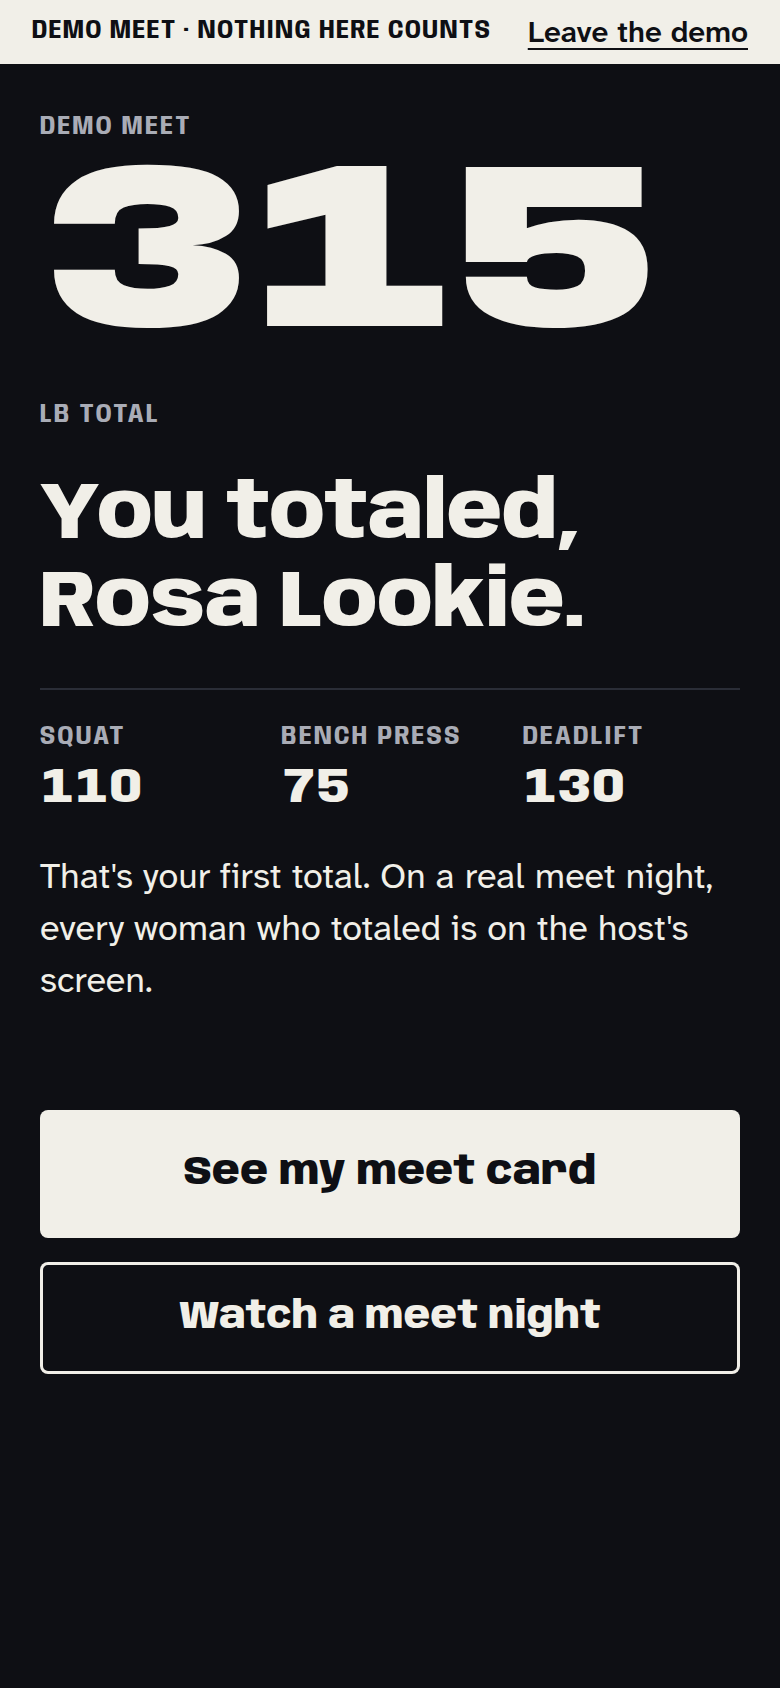 DEMO MEET · NOTHING HERE COUNTS Leave the demo
DEMO MEET
315
LB TOTAL
You totaled,
Rosa Lookie.
SQUAT BENCH PRESS DEADLIFT
110 75 130
That's your first total. On a real meet night,
every woman who totaled is on the host's
screen.
See my meet card
Watch a meet night